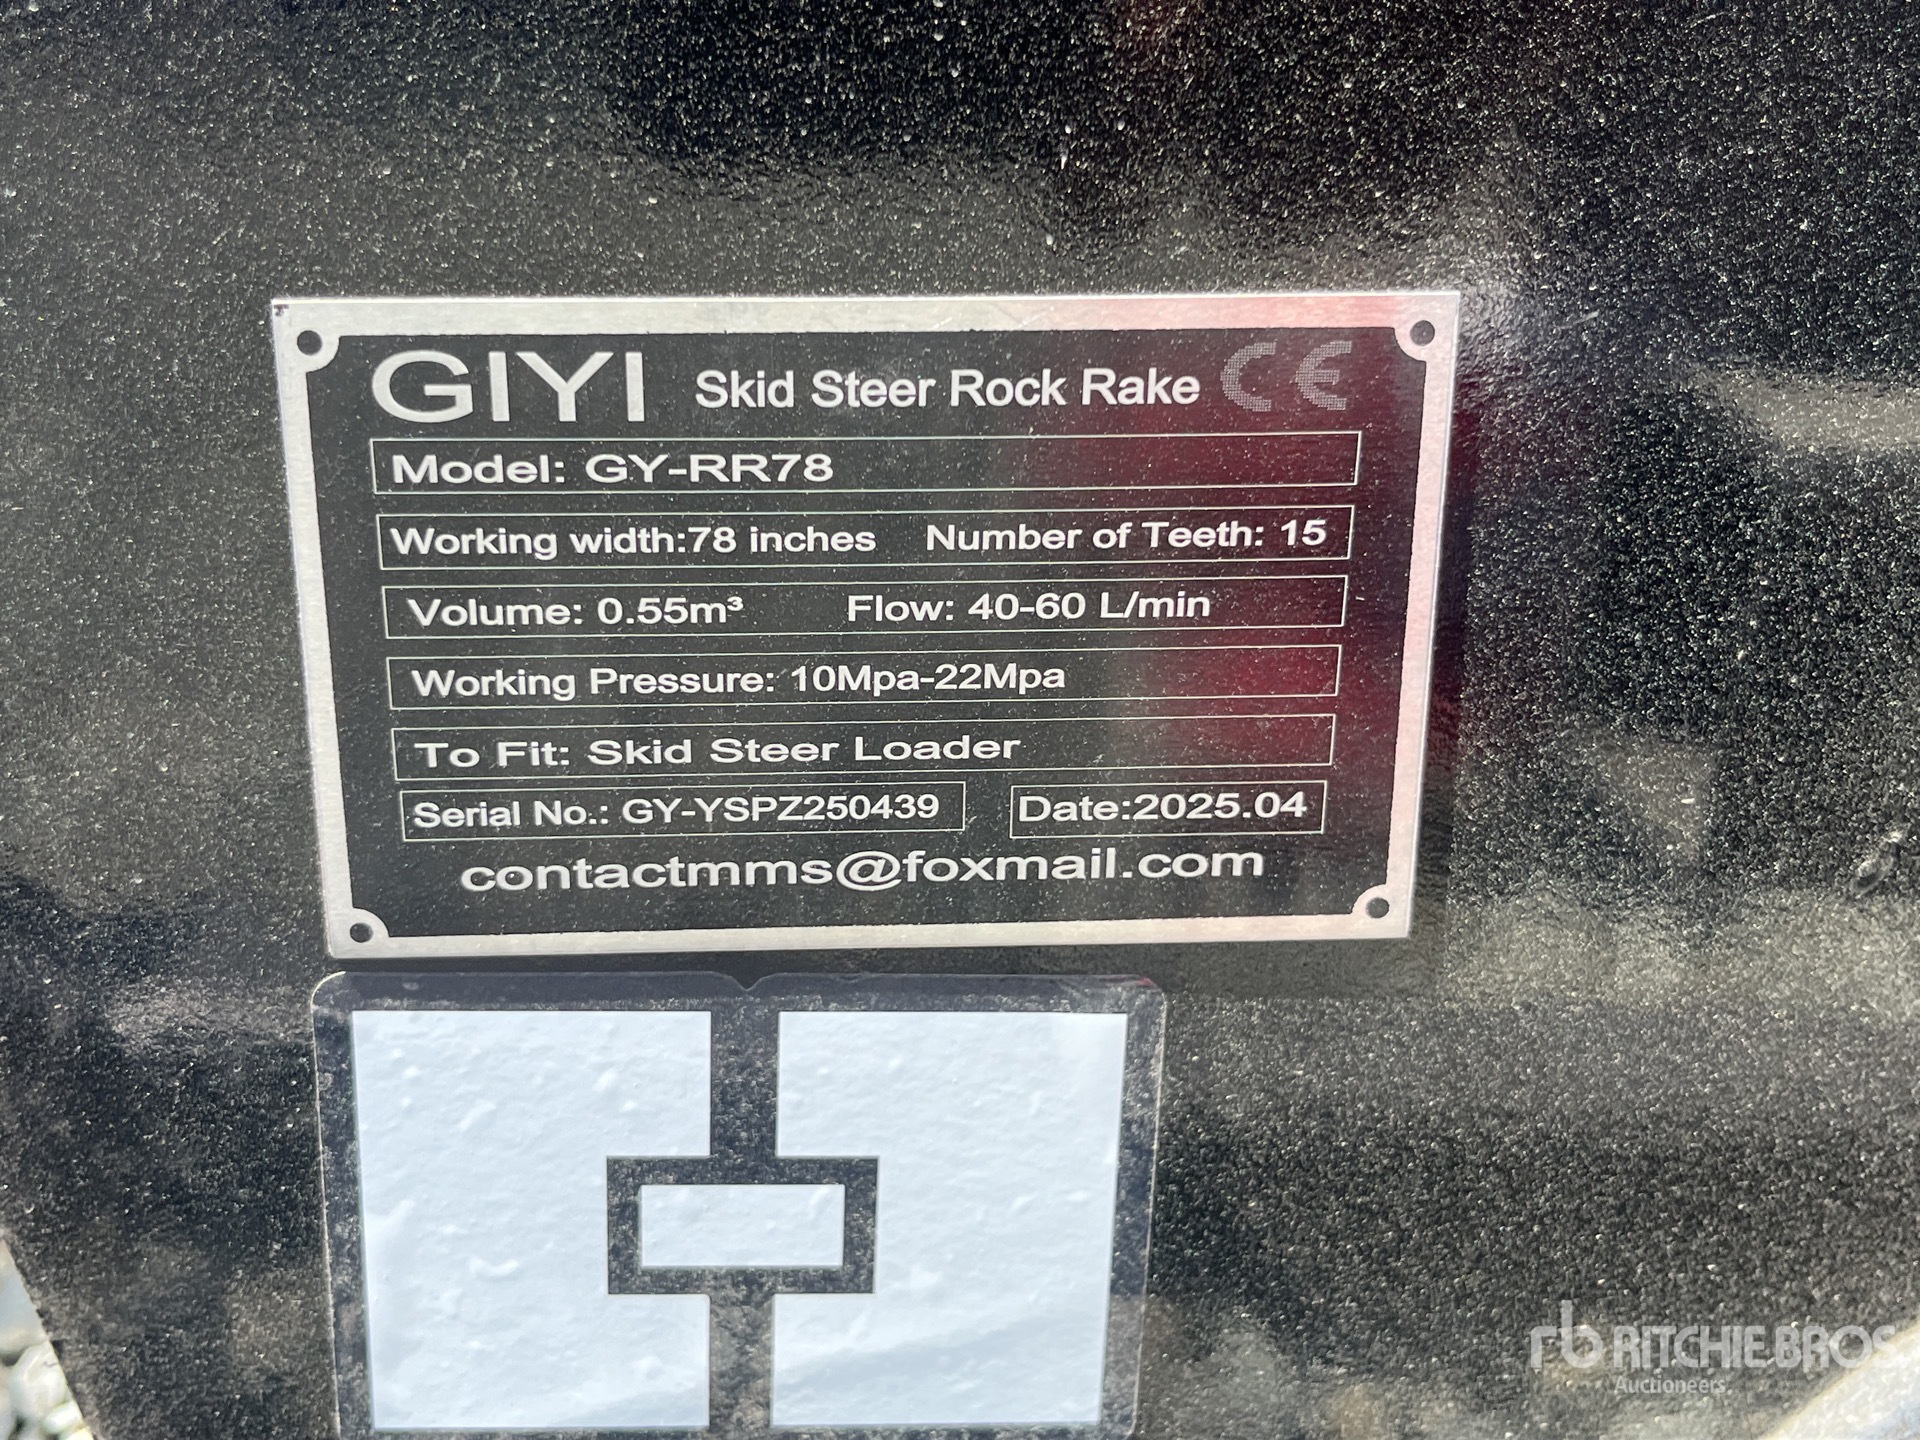 GIYI Skid Steer Rock Rake CE
Model: GY-RR78
Working width:78 inches Number of Teeth: 15
Volume: 0.55m³ Flow: 40-60 L/min
Working Pressure: 10Mpa-22Mpa
To Fit: Skid Steer Loader
Serial No.: GY-YSPZ250439 Date:2025.04
contactmms@foxmail.com
rb RITCHIE BROS
Auctioneers